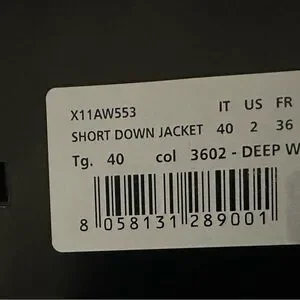 X11AW553 IT US FR
SHORT DOWN JACKET 40 2 36
Tg. 40 col 3602 - DEEP W
8 058131 289001